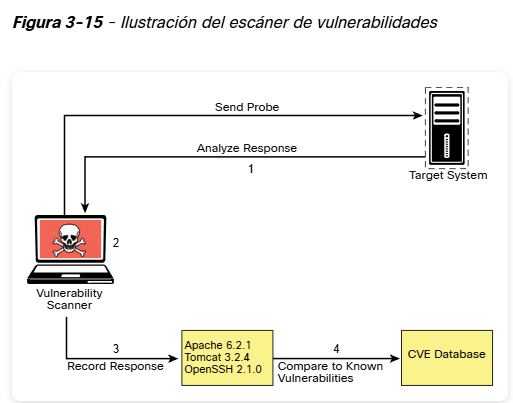 Figura 3-15 - Ilustración del escáner de vulnerabilidades
Send Probe
Analyze Response
1
Target System
2
Vulnerability
Scanner
3
Record Response
Apache 6.2.1
Tomcat 3.2.4
OpenSSH 2.1.0
4
Compare to Known
Vulnerabilities
CVE Database